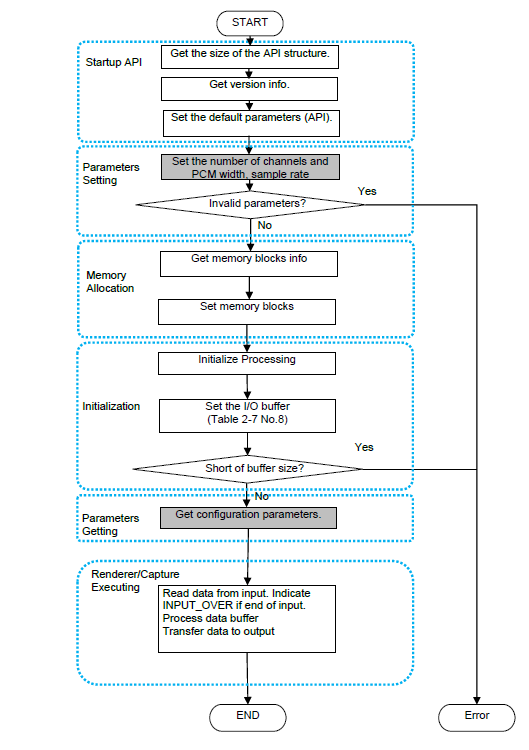 START
Startup API
Get the size of the API structure.
Get version info.
Set the default parameters (API).
Parameters
Setting
Set the number of channels and
PCM width, sample rate
Invalid parameters?
Yes
No
Get memory blocks info
Memory
Allocation
Set memory blocks
Initialize Processing
Initialization
Set the I/O buffer
(Table 2-7 No.8)
Short of buffer size?
Yes
No
Parameters
Getting
Get configuration parameters.
Renderer/Capture
Executing
Read data from input. Indicate
INPUT_OVER if end of input.
Process data buffer
Transfer data to output
END
Error